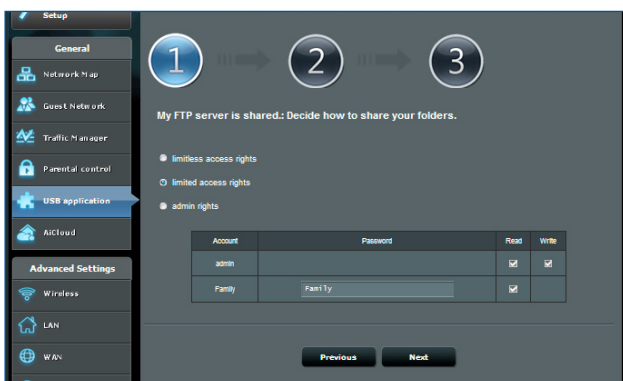 Setup
General
Network Map
Guest Network
Traffic Manager
Parental control
USB application
AiCloud
Advanced Settings
Wireless
LAN
WAN
1 2 3
My FTP server is shared.: Decide how to share your folders.
limitless access rights
limited access rights
admin rights
Account Password Read Write
admin
Family Family
Previous Next